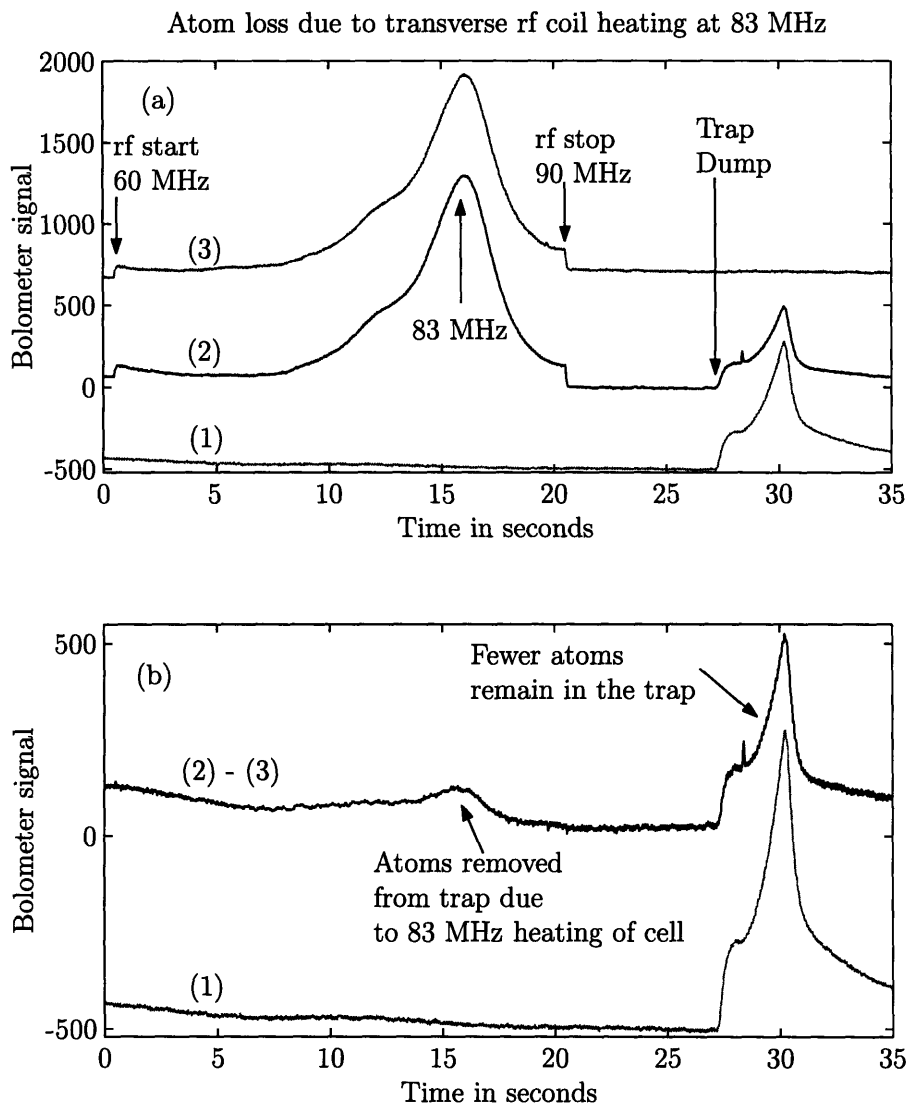 Atom loss due to transverse rf coil heating at 83 MHz
2000
(a)
1500
rf start
60 MHz
rf stop
90 MHz
Trap
Dump
Bolometer signal
1000
(3)
500
83 MHz
(2)
0
(1)
-500
0 5 10 15 20 25 30 35
Time in seconds
500
(b)
Fewer atoms
remain in the trap
(2) - (3)
Bolometer signal
0
Atoms removed
from trap due
to 83 MHz heating of cell
(1)
-500
0 5 10 15 20 25 30 35
Time in seconds